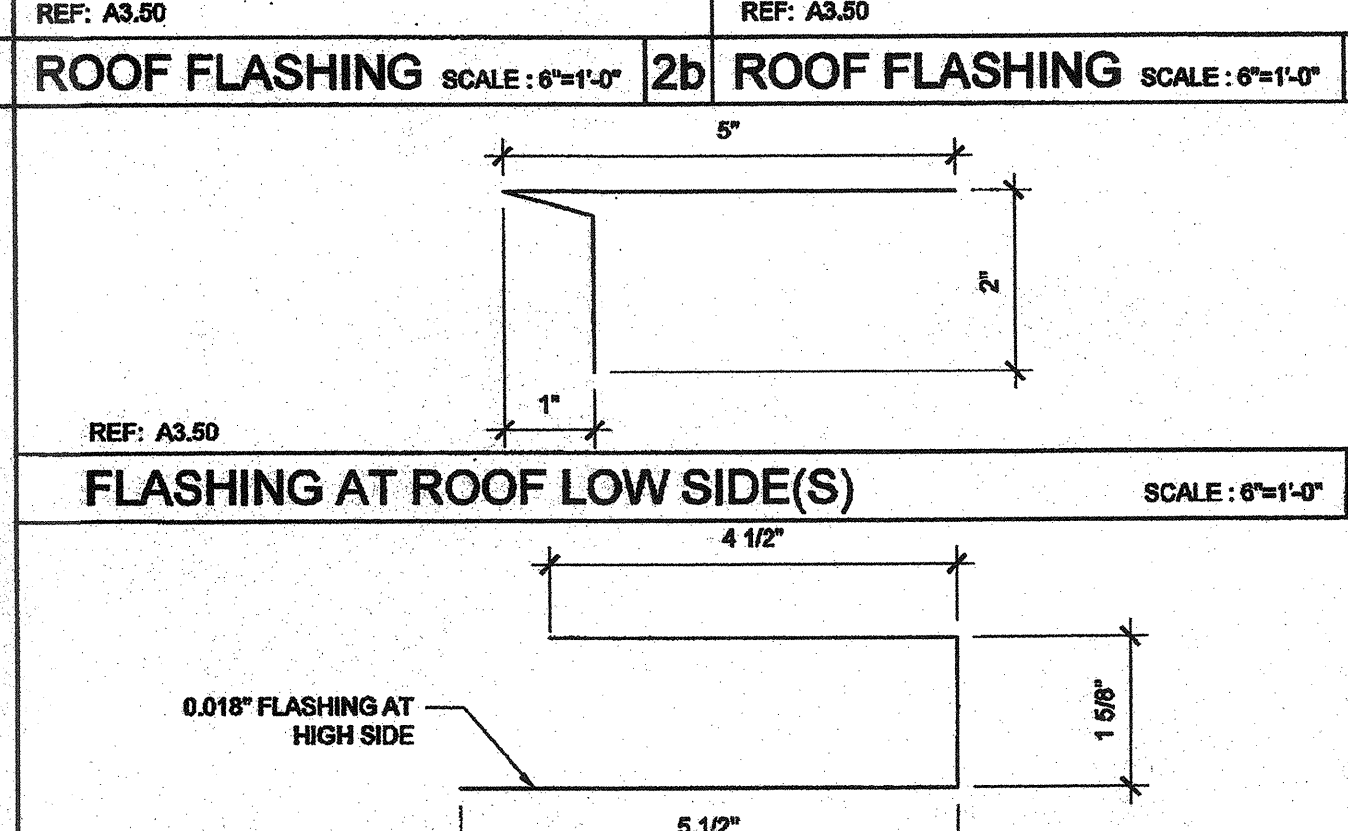 REF: A3.50
REF: A3.50
ROOF FLASHING SCALE : 6"=1'-0"
2b ROOF FLASHING SCALE : 6"=1'-0"
5"
2"
1"
REF: A3.50
FLASHING AT ROOF LOW SIDE(S) SCALE : 6"=1'-0"
4 1/2"
0.018" FLASHING AT
HIGH SIDE
1 5/8"
5 1/2"